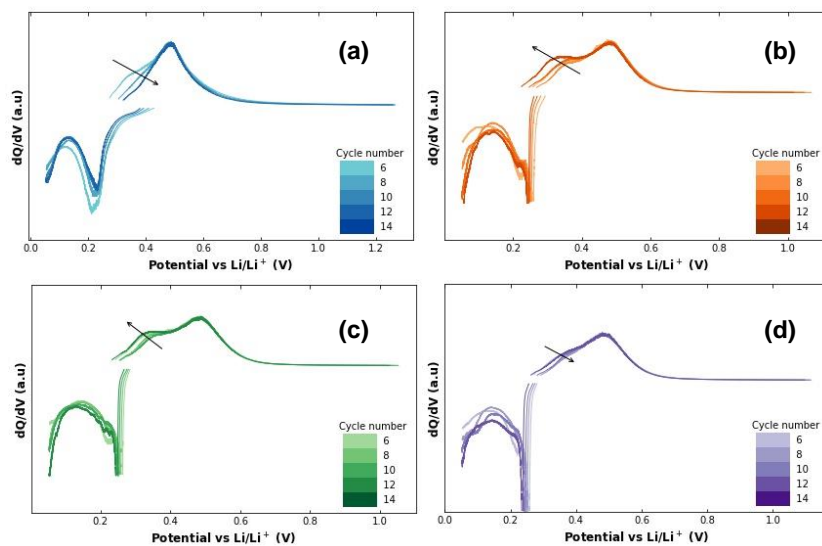 (a)
dQ/dV (a.u)
Cycle number
6
8
10
12
14
0.0 0.2 0.4 0.6 0.8 1.0 1.2
Potential vs Li/Li⁺ (V)
(b)
dQ/dV (a.u)
Cycle number
6
8
10
12
14
0.2 0.4 0.6 0.8 1.0
Potential vs Li/Li⁺ (V)
(c)
dQ/dV (a.u)
Cycle number
6
8
10
12
14
0.2 0.4 0.6 0.8 1.0
Potential vs Li/Li⁺ (V)
(d)
dQ/dV (a.u)
Cycle number
6
8
10
12
14
0.0 0.2 0.4 0.6 0.8 1.0
Potential vs Li/Li⁺ (V)